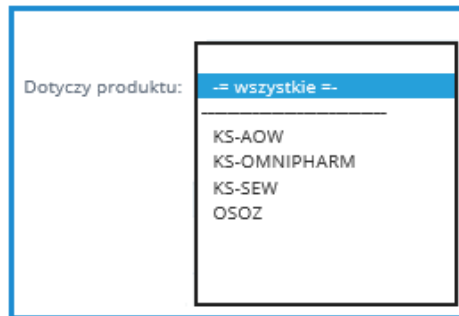 Dotyczy produktu: -= wszystkie =-
-----------------------------------
KS-AOW
KS-OMNIPHARM
KS-SEW
OSOZ